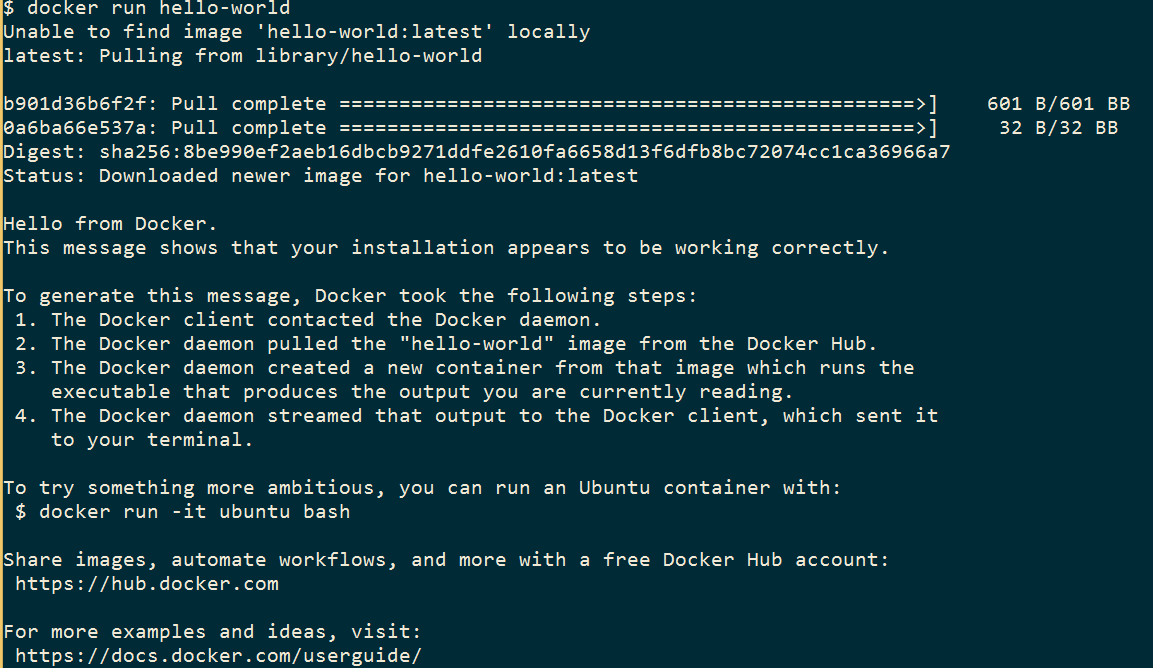 $ docker run hello-world
Unable to find image 'hello-world:latest' locally
latest: Pulling from library/hello-world
b901d36b6f2f: Pull complete ================================================>]    601 B/601 BB
0a6ba66e537a: Pull complete ================================================>]     32 B/32 BB
Digest: sha256:8be990ef2aeb16dbcb9271ddfe2610fa6658d13f6dfb8bc72074cc1ca36966a7
Status: Downloaded newer image for hello-world:latest
Hello from Docker.
This message shows that your installation appears to be working correctly.
To generate this message, Docker took the following steps:
 1. The Docker client contacted the Docker daemon.
 2. The Docker daemon pulled the "hello-world" image from the Docker Hub.
 3. The Docker daemon created a new container from that image which runs the
    executable that produces the output you are currently reading.
 4. The Docker daemon streamed that output to the Docker client, which sent it
    to your terminal.
To try something more ambitious, you can run an Ubuntu container with:
 $ docker run -it ubuntu bash
Share images, automate workflows, and more with a free Docker Hub account:
 https://hub.docker.com
For more examples and ideas, visit:
 https://docs.docker.com/userguide/